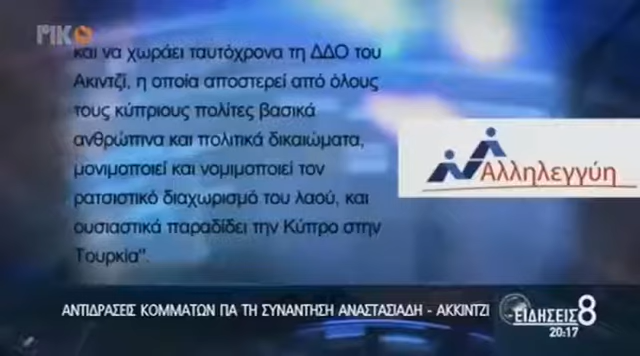 ΡΙΚ
και να χωράει ταυτόχρονα τη ΔΔΟ του
Ακιντζί, η οποία αποστερεί από όλους
τους κύπριους πολίτες βασικά
ανθρώπινα και πολιτικά δικαιώματα,
μονιμοποιεί και νομιμοποιεί τον
ρατσιστικό διαχωρισμό του λαού, και
ουσιαστικά παραδίδει την Κύπρο στην
Τουρκία".
Αλληλεγγύη
ΑΝΤΙΔΡΑΣΕΙΣ ΚΟΜΜΑΤΩΝ ΓΙΑ ΤΗ ΣΥΝΑΝΤΗΣΗ ΑΝΑΣΤΑΣΙΑΔΗ - ΑΚΚΙΝΤΖΙ
ΕΙΔΗΣΕΙΣ 8
20:17